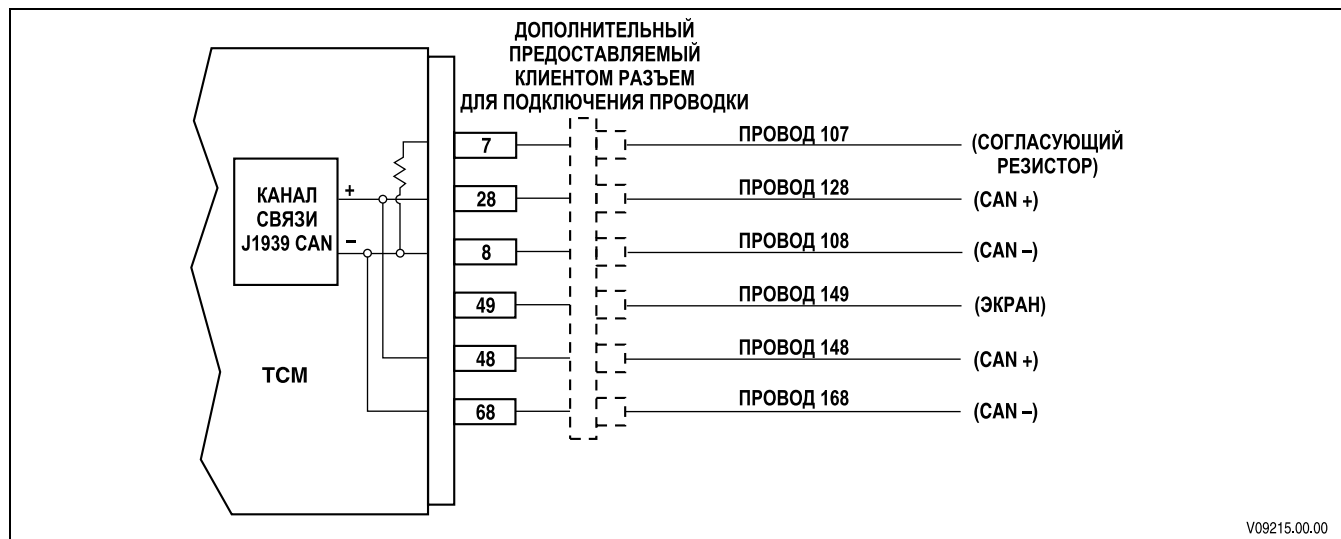 ДОПОЛНИТЕЛЬНЫЙ
ПРЕДОСТАВЛЯЕМЫЙ
КЛИЕНТОМ РАЗЪЕМ
ДЛЯ ПОДКЛЮЧЕНИЯ ПРОВОДКИ
КАНАЛ
СВЯЗИ
J1939 CAN
+
–
TCM
7
ПРОВОД 107
(СОГЛАСУЮЩИЙ
РЕЗИСТОР)
28
ПРОВОД 128
(CAN +)
8
ПРОВОД 108
(CAN –)
49
ПРОВОД 149
(ЭКРАН)
48
ПРОВОД 148
(CAN +)
68
ПРОВОД 168
(CAN –)
V09215.00.00